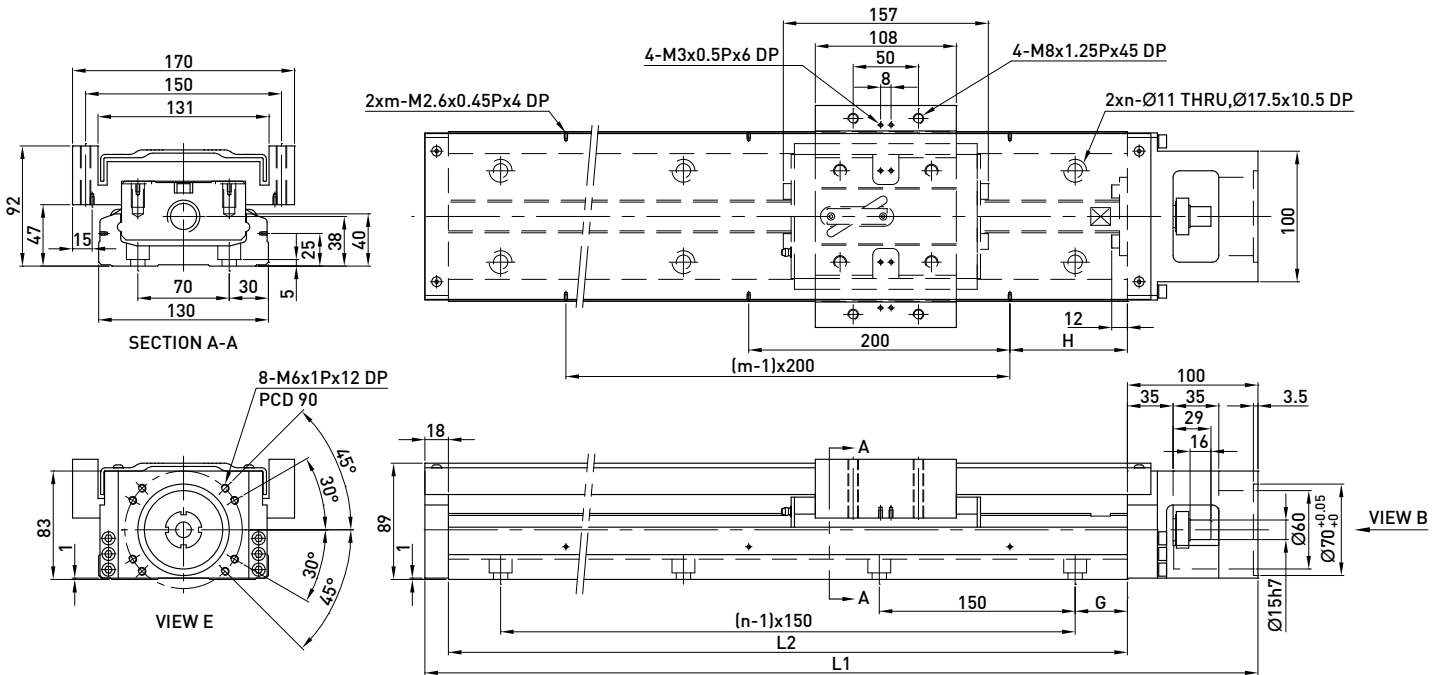 170
150
131
92
47
15
25
38
40
5
70
30
130
SECTION A-A
157
108
50
8
4-M3x0.5Px6 DP
4-M8x1.25Px45 DP
2xm-M2.6x0.45Px4 DP
2xn-Ø11 THRU,Ø17.5x10.5 DP
100
12
200
H
(m-1)x200
8-M6x1Px12 DP
PCD 90
45°
30°
30°
45°
83
1
VIEW E
18
89
1
A
A
100
35
35
3.5
29
16
Ø60
Ø70 +0.05
+0
Ø15h7
VIEW B
150
G
(n-1)x150
L2
L1